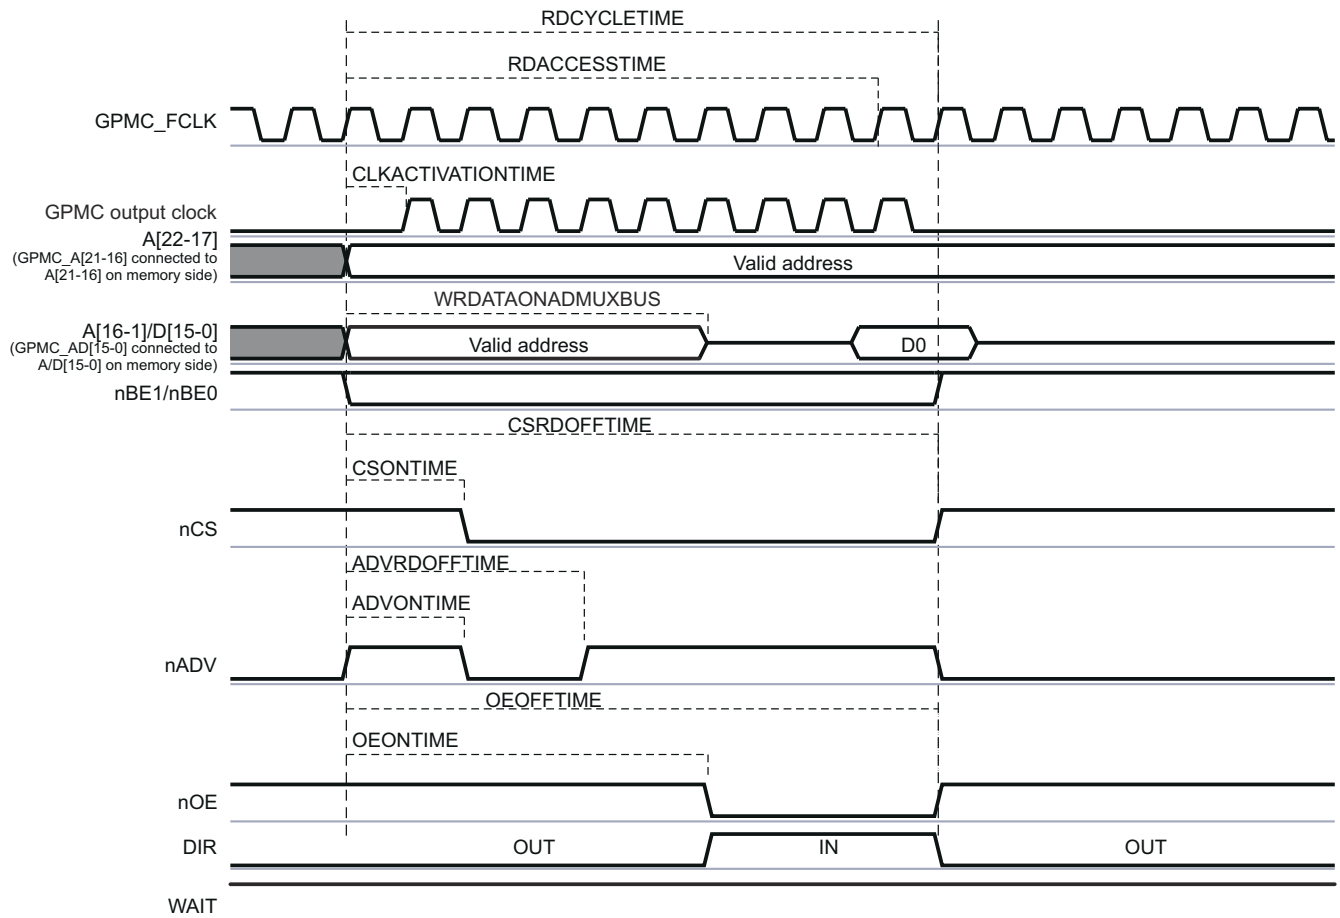 RDCYCLETIME
RDACCESSTIME
GPMC_FCLK
CLKACTIVATIONTIME
GPMC output clock
A[22-17]
(GPMC_A[21-16] connected to
A[21-16] on memory side)
Valid address
WRDATAONADMUXBUS
A[16-1]/D[15-0]
(GPMC_AD[15-0] connected to
A/D[15-0] on memory side)
Valid address
D0
nBE1/nBE0
CSRDOFFTIME
CSONTIME
nCS
ADVRDOFFTIME
ADVONTIME
nADV
OEOFFTIME
OEONTIME
nOE
DIR
OUT
IN
OUT
WAIT